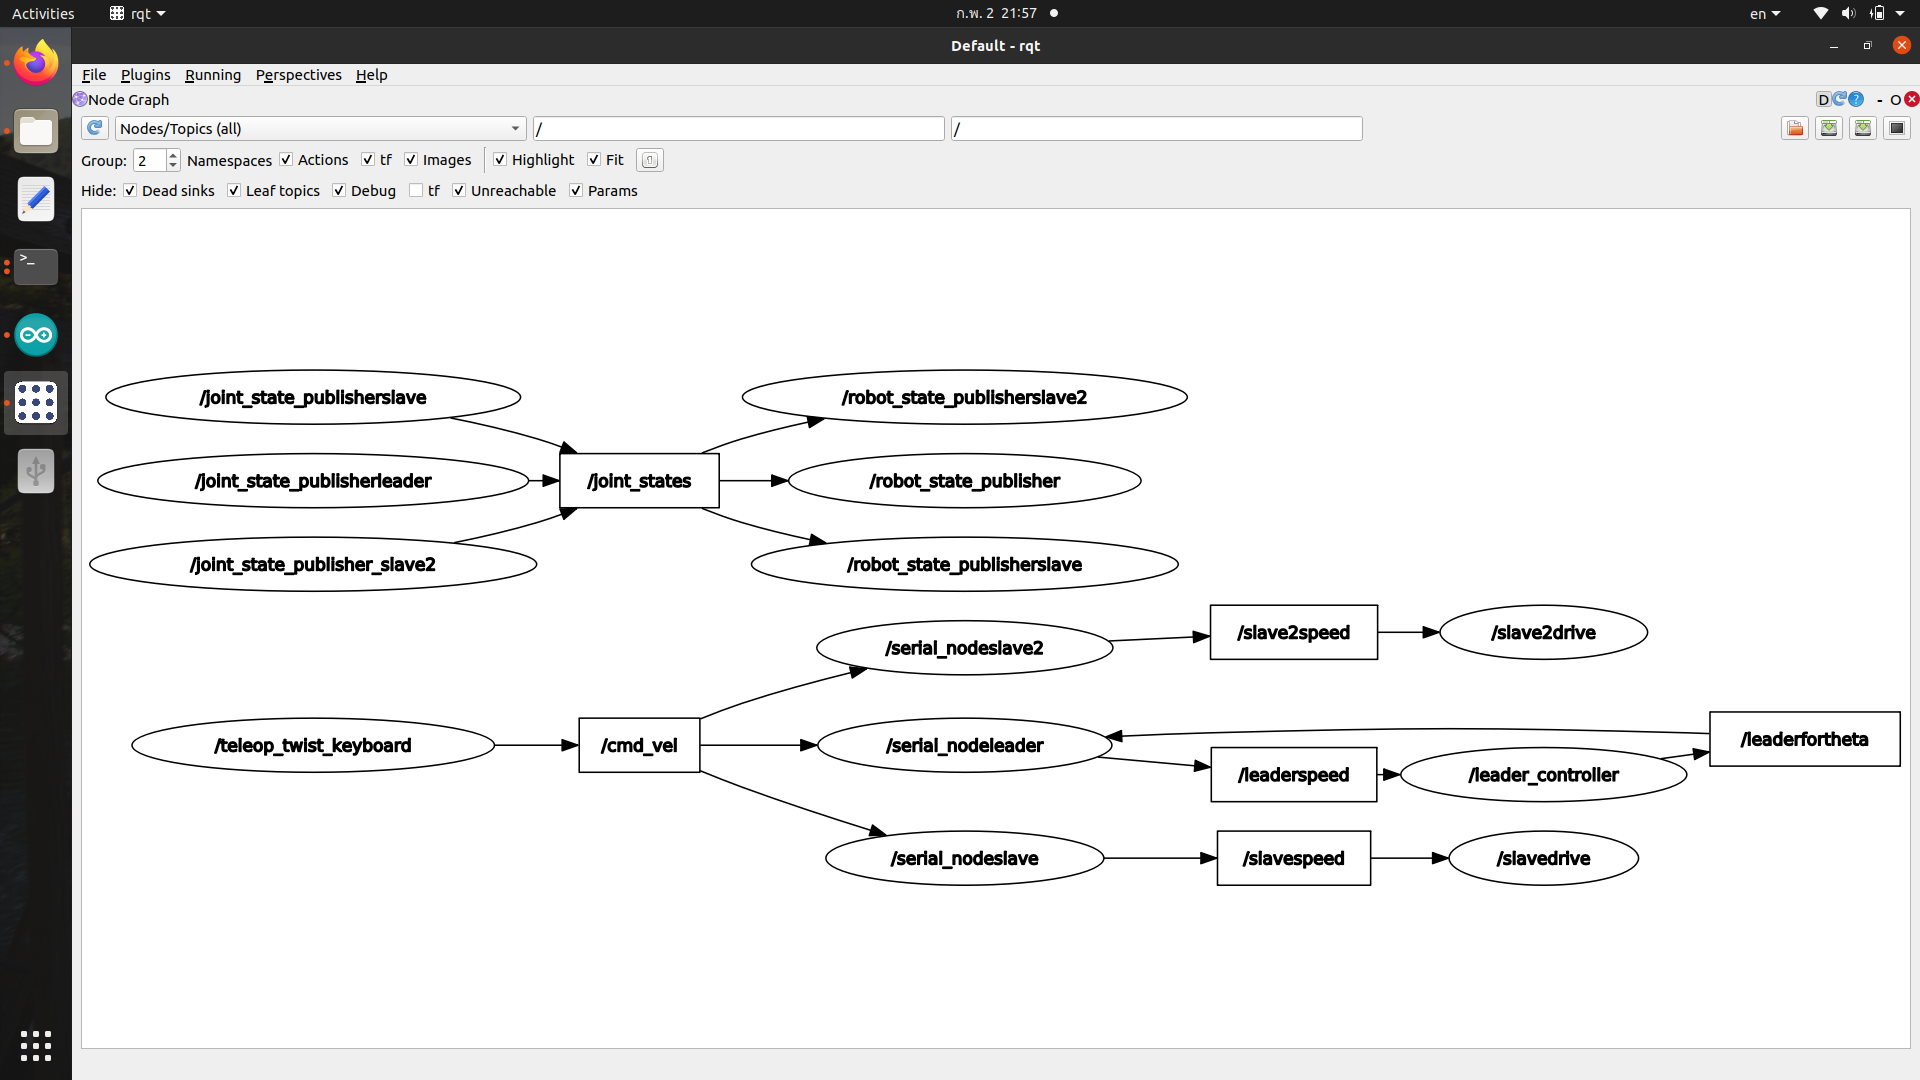 Activities
rqt
ก.พ. 2 21:57
en
Default - rqt
File Plugins Running Perspectives Help
Node Graph
D
- O
Nodes/Topics (all)
/
/
Group: 2 Namespaces Actions tf Images Highlight Fit
Hide: Dead sinks Leaf topics Debug tf Unreachable Params
/joint_state_publisherslave
/robot_state_publisherslave2
/joint_state_publisherleader
/joint_states
/robot_state_publisher
/joint_state_publisher_slave2
/robot_state_publisherslave
/serial_nodeslave2
/slave2speed
/slave2drive
/teleop_twist_keyboard
/cmd_vel
/serial_nodeleader
/leaderfortheta
/leaderspeed
/leader_controller
/serial_nodeslave
/slavespeed
/slavedrive